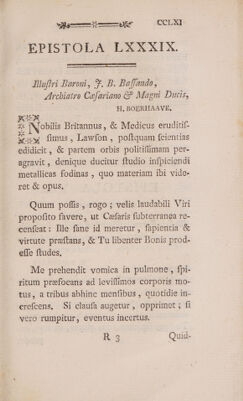 CCLXI
EPISTOLA LXXXIX.
Illuſtri Baroni, J. B. Baſſando,
Archiatro Cæſariano & Magni Ducis,
H. BOERHAAVE.
Nobilis Britannus, & Medicus eruditiſ-
ſimus, Lawſon, poſtquam ſcientias
edidicit, & partem orbis politiſſimam per-
agravit, denique ducitur ſtudio inſpiciendi
metallicas fodinas, quo materiam ibi vide-
ret & opus.
Quum poſſis, rogo; velis laudabili Viri
propoſito favere, ut Cæſaris ſubterranea re-
cenſeat: Ille ſane id meretur, ſapientia &
virtute præſtans, & Tu libenter Bonis prod-
eſſe ſtudes.
Me prehendit vomica in pulmone, ſpi-
ritum præfocans ad leviſſimos corporis mo-
tus, a tribus abhinc menſibus, quotidie in-
creſcens. Si clauſa augetur, opprimet; ſi
vero rumpitur, eventus incertus.
R 3
Quid-